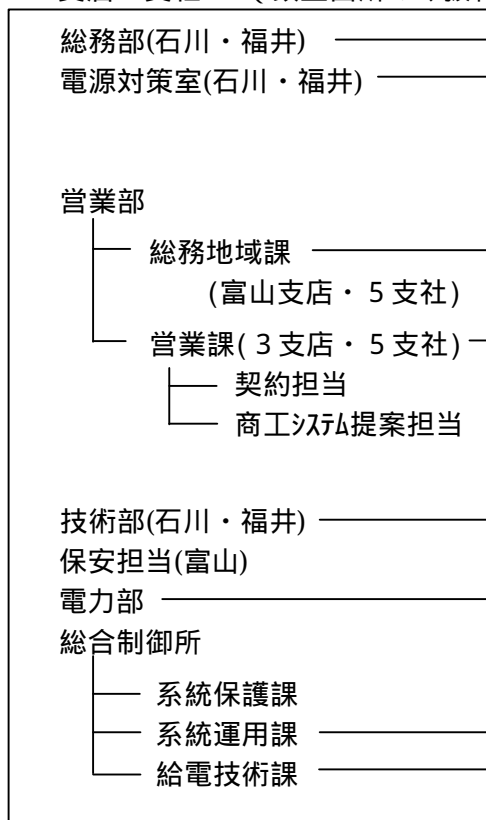 総務部(石川・福井)
電源対策室(石川・福井)
営業部
総務地域課
(富山支店・５支社)
営業課(３支店・５支社)
契約担当
商工ｼｽﾃﾑ提案担当
技術部(石川・福井)
保安担当(富山)
電力部
総合制御所
系統保護課
系統運用課
給電技術課